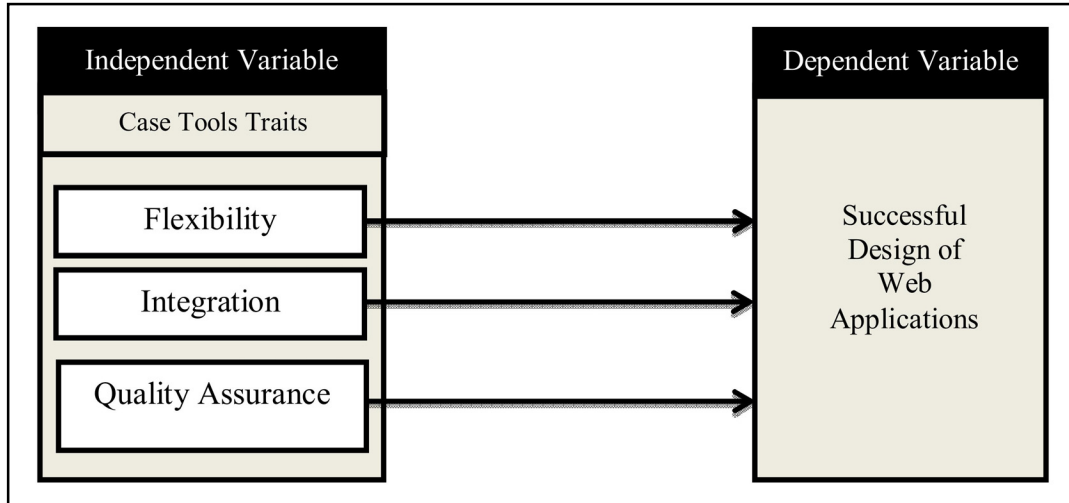 Independent Variable
Case Tools Traits
Flexibility
Integration
Quality Assurance
Dependent Variable
Successful
Design of
Web
Applications